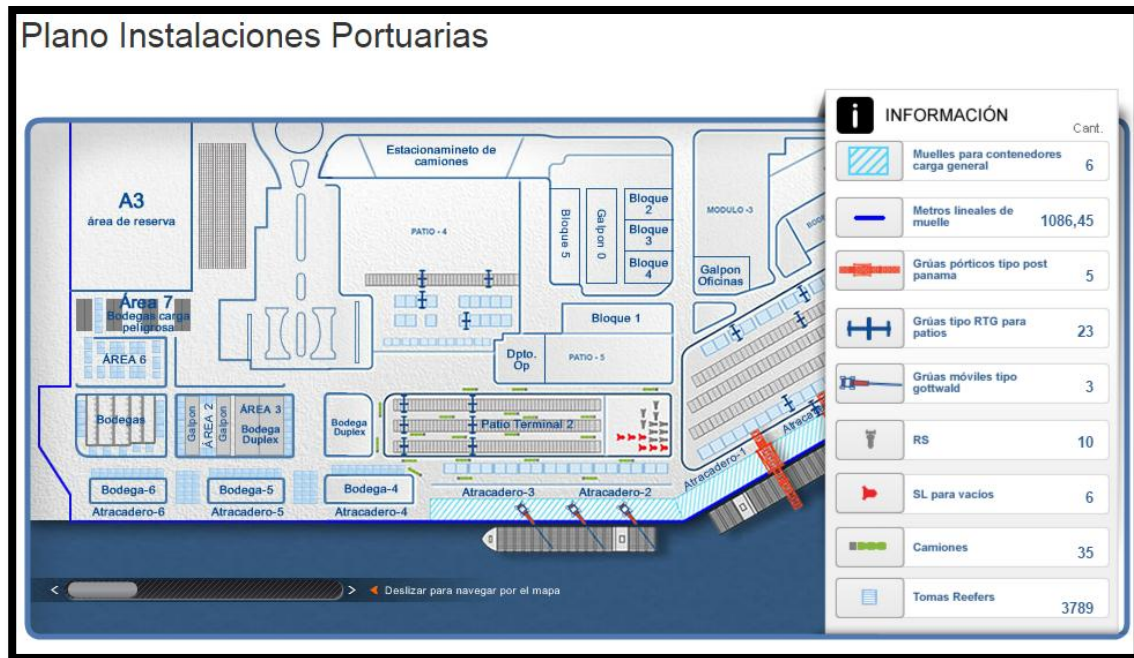 Plano Instalaciones Portuarias
A3
área de reserva
Estacionamineto de
camiones
PATIO - 4
Bloque 5
Galpon 0
Bloque
2
Bloque
3
Bloque
4
MODULO -3
Galpon
Oficinas
Área 7
Bodegas carga
peligrosa
ÁREA 6
Bloque 1
Dpto.
Op
PATIO - 5
Bodegas
Galpon
ÁREA 2
Galpon
ÁREA 3
Bodega
Duplex
Bodega
Duplex
Patio Terminal 2
Atracadero-1
Bodega-6
Bodega-5
Bodega-4
Atracadero-3
Atracadero-2
Atracadero-6
Atracadero-5
Atracadero-4
< > Deslizar para navegar por el mapa
i INFORMACIÓN
Cant.
Muelles para contenedores
carga general 6
Metros lineales de
muelle 1086,45
Grúas pórticos tipo post
panama 5
Grúas tipo RTG para
patios 23
Grúas móviles tipo
gottwald 3
RS 10
SL para vacíos 6
Camiones 35
Tomas Reefers 3789